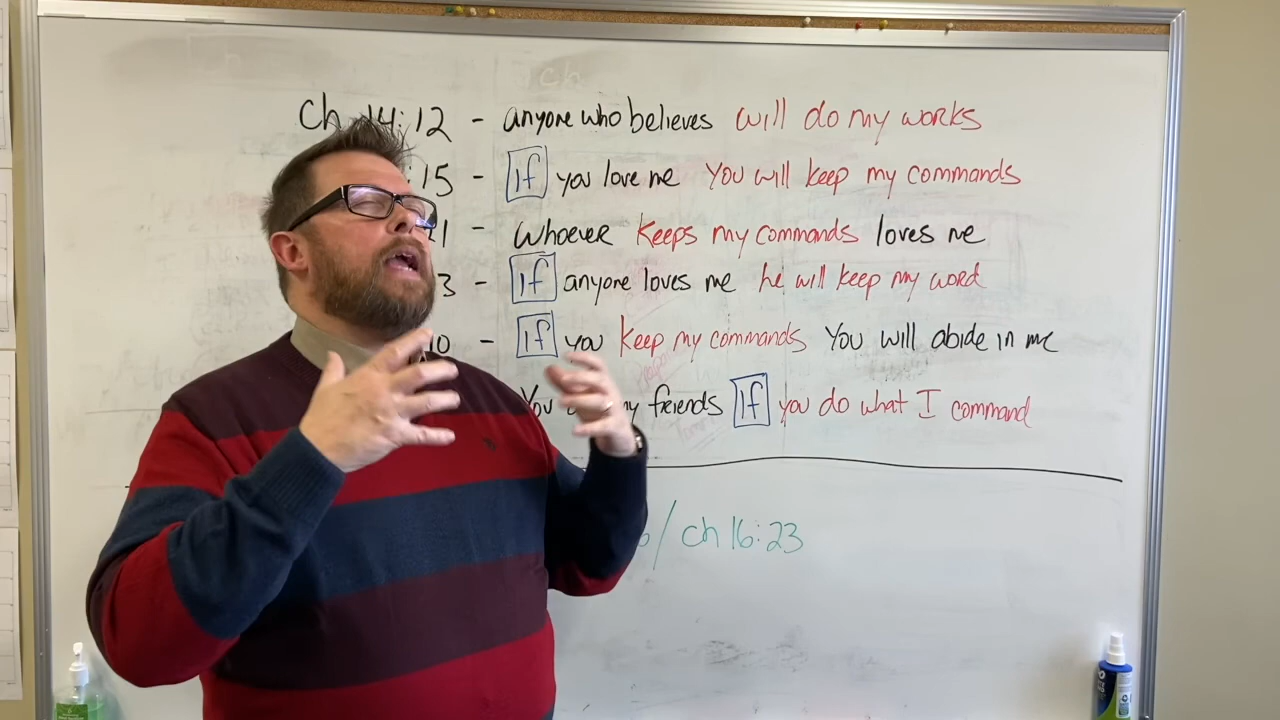 Ch 14:12 - anyone who believes will do my works
:15 - If you love me You will keep my commands
- Whoever keeps my commands loves me
3 - If anyone loves me he will keep my word
10 - If you keep my commands You will abide in me
You my friends If you do what I command
/ ch 16:23